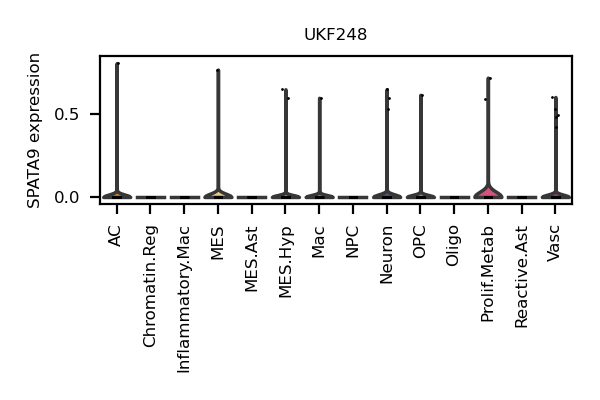 UKF248
SPATA9 expression
0.5
0.0
AC
Chromatin.Reg
Inflammatory.Mac
MES
MES.Ast
MES.Hyp
Mac
NPC
Neuron
OPC
Oligo
Prolif.Metab
Reactive.Ast
Vasc